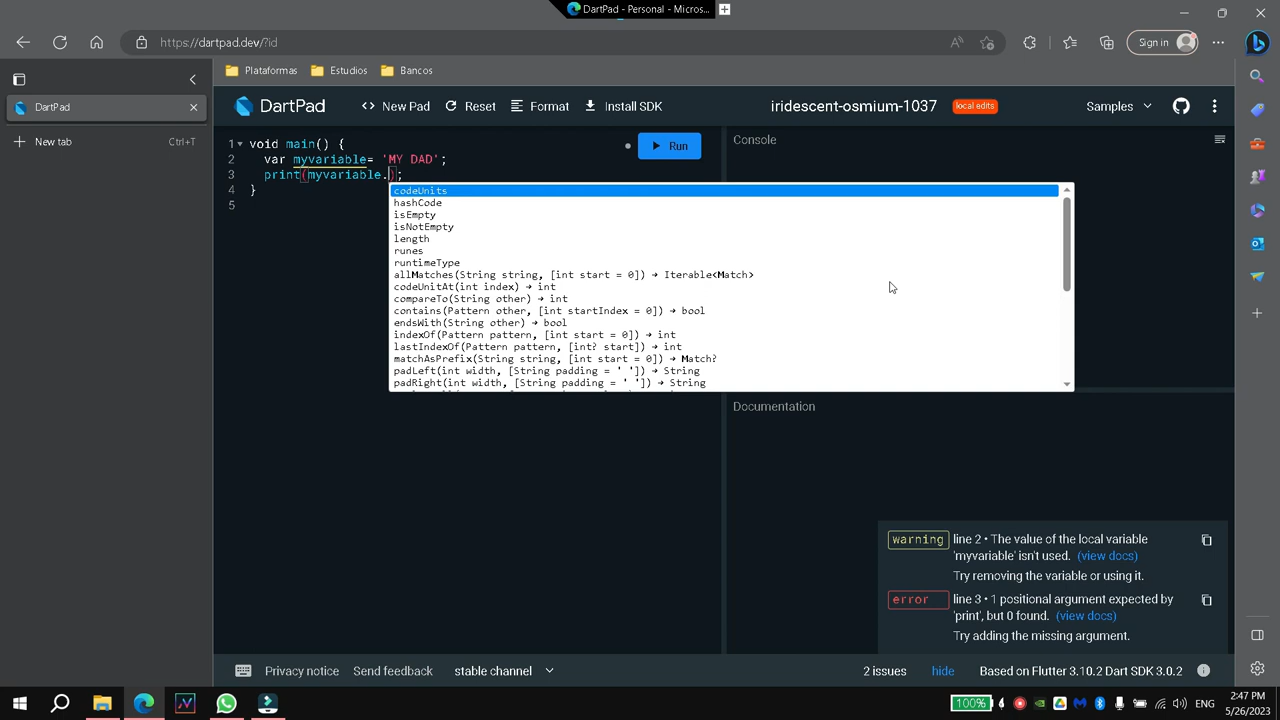 DartPad - Personal - Micros...
https://dartpad.dev/?id
Sign in
Plataformas Estudios Bancos
DartPad
New tab Ctrl+T
DartPad
New Pad Reset Format Install SDK
iridescent-osmium-1037 local edits
Samples
1 void main() {
2 var myvariable= 'MY DAD';
3 print(myvariable.);
4 }
5
Run
Console
codeUnits
hashCode
isEmpty
isNotEmpty
length
runes
runtimeType
allMatches(String string, [int start = 0]) → Iterable<Match>
codeUnitAt(int index) → int
compareTo(String other) → int
contains(Pattern other, [int startIndex = 0]) → bool
endsWith(String other) → bool
indexOf(Pattern pattern, [int start = 0]) → int
lastIndexOf(Pattern pattern, [int? start]) → int
matchAsPrefix(String string, [int start = 0]) → Match?
padLeft(int width, [String padding = ' ']) → String
padRight(int width, [String padding = ' ']) → String
Documentation
warning line 2 • The value of the local variable
'myvariable' isn't used. (view docs)
Try removing the variable or using it.
error line 3 • 1 positional argument expected by
'print', but 0 found. (view docs)
Try adding the missing argument.
Privacy notice Send feedback stable channel
2 issues hide Based on Flutter 3.10.2 Dart SDK 3.0.2
100% ENG
2:47 PM
5/26/2023